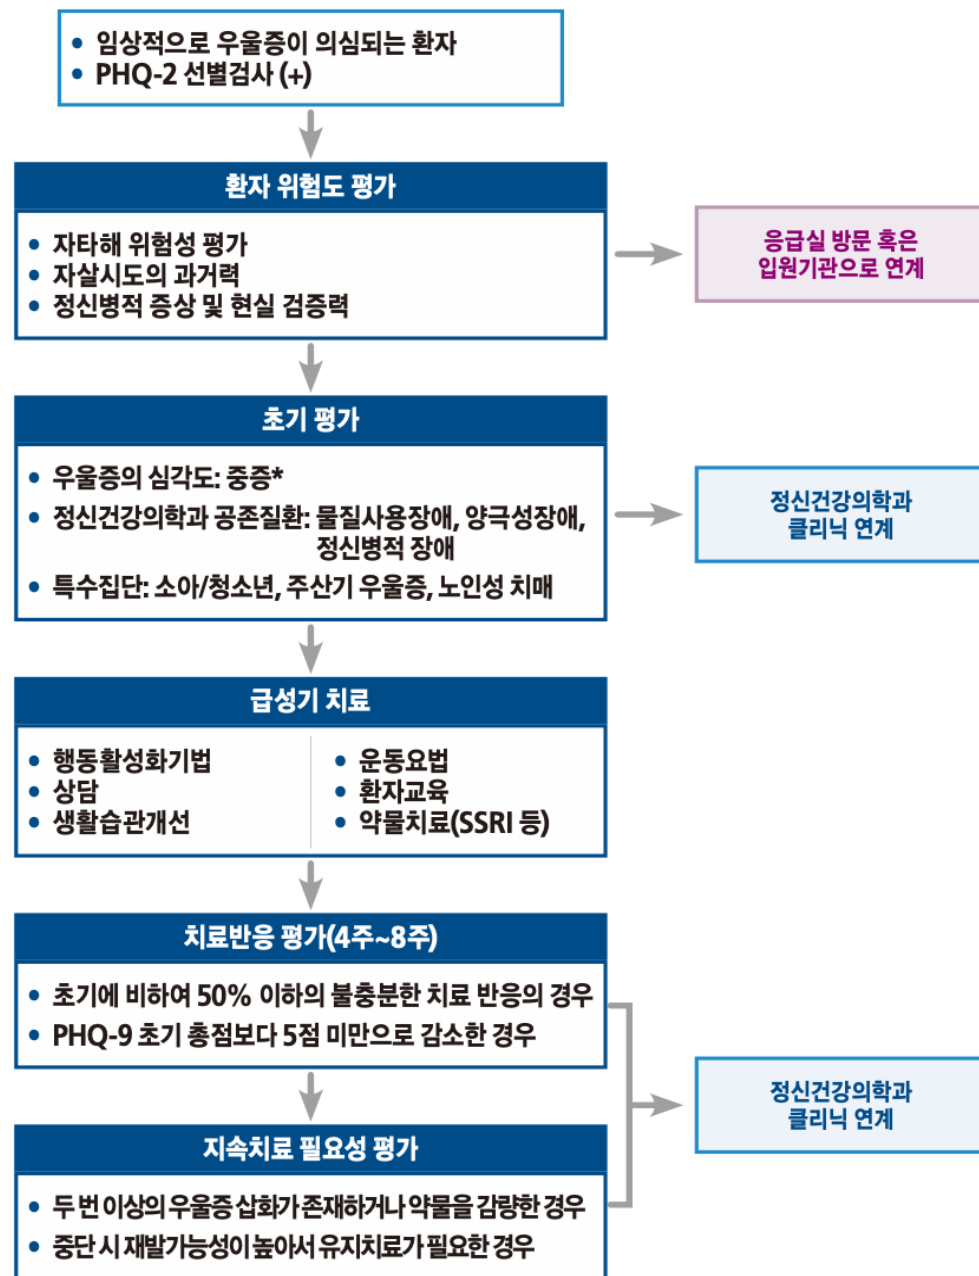 • 임상적으로 우울증이 의심되는 환자
• PHQ-2 선별검사 (+)
환자 위험도 평가
• 자타해 위험성 평가
• 자살시도의 과거력
• 정신병적 증상 및 현실 검증력
응급실 방문 혹은
입원기관으로 연계
초기 평가
• 우울증의 심각도: 중증*
• 정신건강의학과 공존질환: 물질사용장애, 양극성장애,
정신병적 장애
• 특수집단: 소아/청소년, 주산기 우울증, 노인성 치매
정신건강의학과
클리닉 연계
급성기 치료
• 행동활성화기법
• 상담
• 생활습관개선
• 운동요법
• 환자교육
• 약물치료(SSRI 등)
치료반응 평가(4주~8주)
• 초기에 비하여 50% 이하의 불충분한 치료 반응의 경우
• PHQ-9 초기 총점보다 5점 미만으로 감소한 경우
정신건강의학과
클리닉 연계
지속치료 필요성 평가
• 두 번 이상의 우울증 삽화가 존재하거나 약물을 감량한 경우
• 중단 시 재발가능성이 높아서 유지치료가 필요한 경우